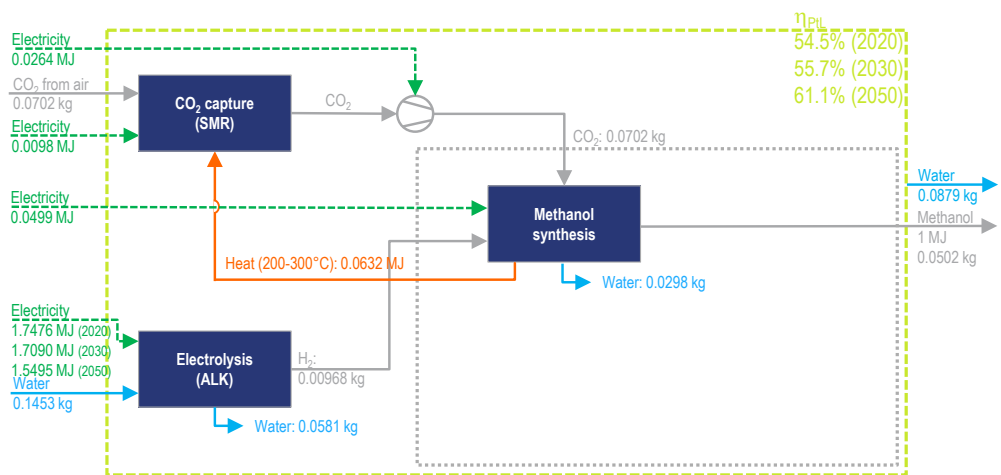 η_PtL
54.5% (2020)
55.7% (2030)
61.1% (2050)
Electricity
0.0264 MJ
CO₂ from air
0.0702 kg
Electricity
0.0098 MJ
CO₂ capture
(SMR)
CO₂
CO₂: 0.0702 kg
Water
0.0879 kg
Methanol
1 MJ
0.0502 kg
Electricity
0.0499 MJ
Methanol
synthesis
Heat (200-300°C): 0.0632 MJ
Water: 0.0298 kg
Electricity
1.7476 MJ (2020)
1.7090 MJ (2030)
1.5495 MJ (2050)
Water
0.1453 kg
Electrolysis
(ALK)
H₂:
0.00968 kg
Water: 0.0581 kg